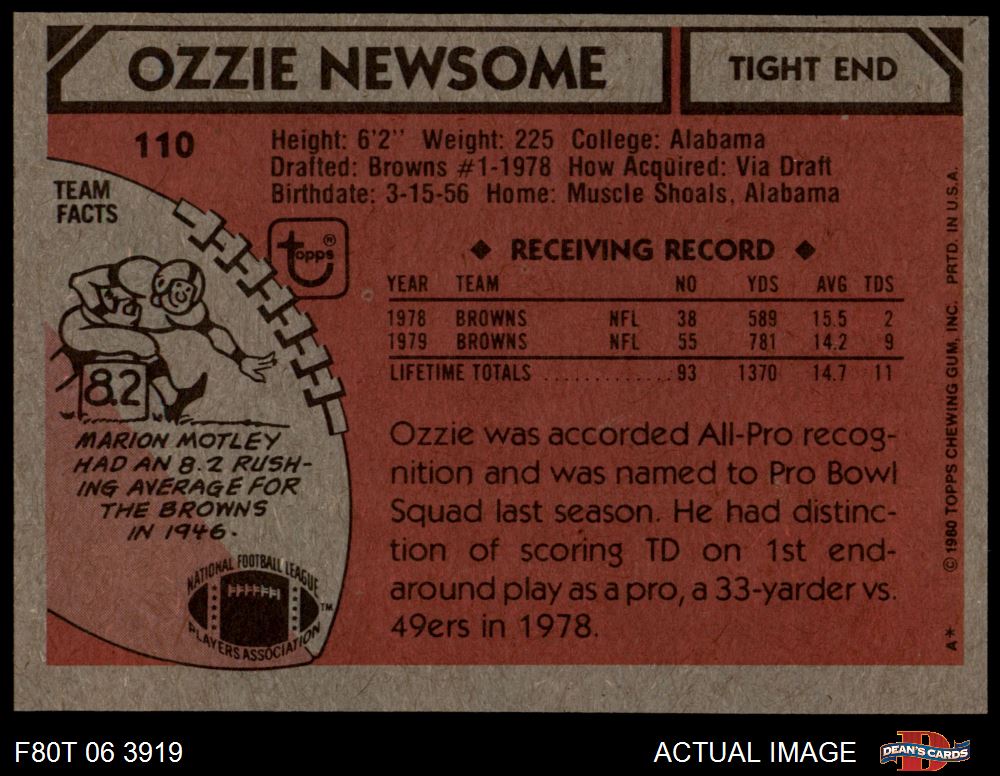 OZZIE NEWSOME
TIGHT END
110
Height: 6'2" Weight: 225 College: Alabama
Drafted: Browns #1-1978 How Acquired: Via Draft
Birthdate: 3-15-56 Home: Muscle Shoals, Alabama
TEAM
FACTS
topps ®
◆ RECEIVING RECORD ◆
YEAR TEAM NO YDS AVG TDS
1978 BROWNS NFL 38 589 15.5 2
1979 BROWNS NFL 55 781 14.2 9
LIFETIME TOTALS ............ 93 1370 14.7 11
8.2
MARION MOTLEY
HAD AN 8.2 RUSH-
ING AVERAGE FOR
THE BROWNS
IN 1946.
NATIONAL FOOTBALL LEAGUE
PLAYERS ASSOCIATION
TM
Ozzie was accorded All-Pro recog-
nition and was named to Pro Bowl
Squad last season. He had distinc-
tion of scoring TD on 1st end-
around play as a pro, a 33-yarder vs.
49ers in 1978.
A* © 1980 TOPPS CHEWING GUM, INC. PRTD. IN U.S.A.
F80T 06 3919
ACTUAL IMAGE
D
DEAN'S CARDS